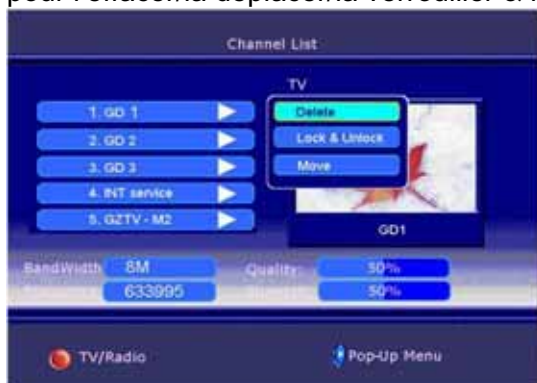 Channel List
TV
1. GD 1
2. GD 2
3. GD 3
4. INT service
5. GZTV - M2
Delete
Lock & Unlock
Move
GD1
BandWidth 8M Quality: 50%
633995 50%
TV/Radio Pop-Up Menu